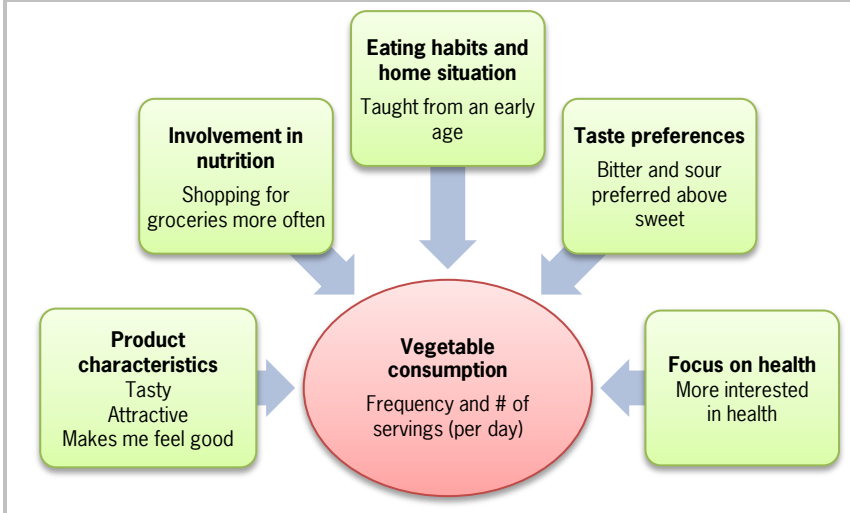 Eating habits and
home situation
Taught from an early
age
Involvement in
nutrition
Shopping for
groceries more often
Taste preferences
Bitter and sour
preferred above
sweet
Product
characteristics
Tasty
Attractive
Makes me feel good
Vegetable
consumption
Frequency and # of
servings (per day)
Focus on health
More interested
in health